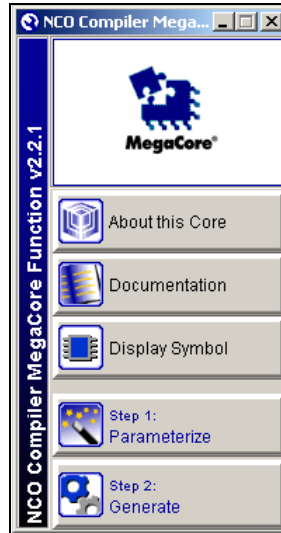 NCO Compiler Mega...
NCO Compiler MegaCore Function v2.2.1
MegaCore®
About this Core
Documentation
Display Symbol
Step 1:
Parameterize
Step 2:
Generate